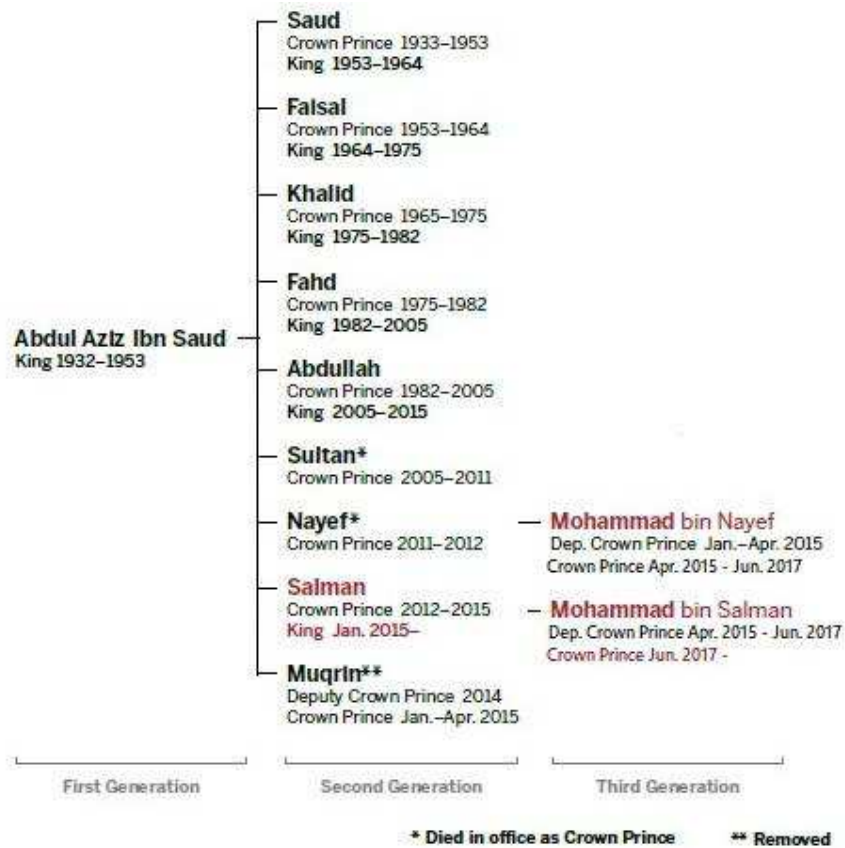 Saud
Crown Prince 1933–1953
King 1953–1964
Faisal
Crown Prince 1953–1964
King 1964–1975
Khalid
Crown Prince 1965–1975
King 1975–1982
Fahd
Crown Prince 1975–1982
King 1982–2005
Abdul Aziz Ibn Saud
King 1932–1953
Abdullah
Crown Prince 1982–2005
King 2005–2015
Sultan*
Crown Prince 2005–2011
Nayef*
Crown Prince 2011–2012
Mohammad bin Nayef
Dep. Crown Prince Jan.–Apr. 2015
Crown Prince Apr. 2015 - Jun. 2017
Salman
Crown Prince 2012–2015
King Jan. 2015–
Mohammad bin Salman
Dep. Crown Prince Apr. 2015 - Jun. 2017
Crown Prince Jun. 2017 -
Muqrin**
Deputy Crown Prince 2014
Crown Prince Jan.–Apr. 2015
First Generation
Second Generation
Third Generation
* Died in office as Crown Prince
** Removed